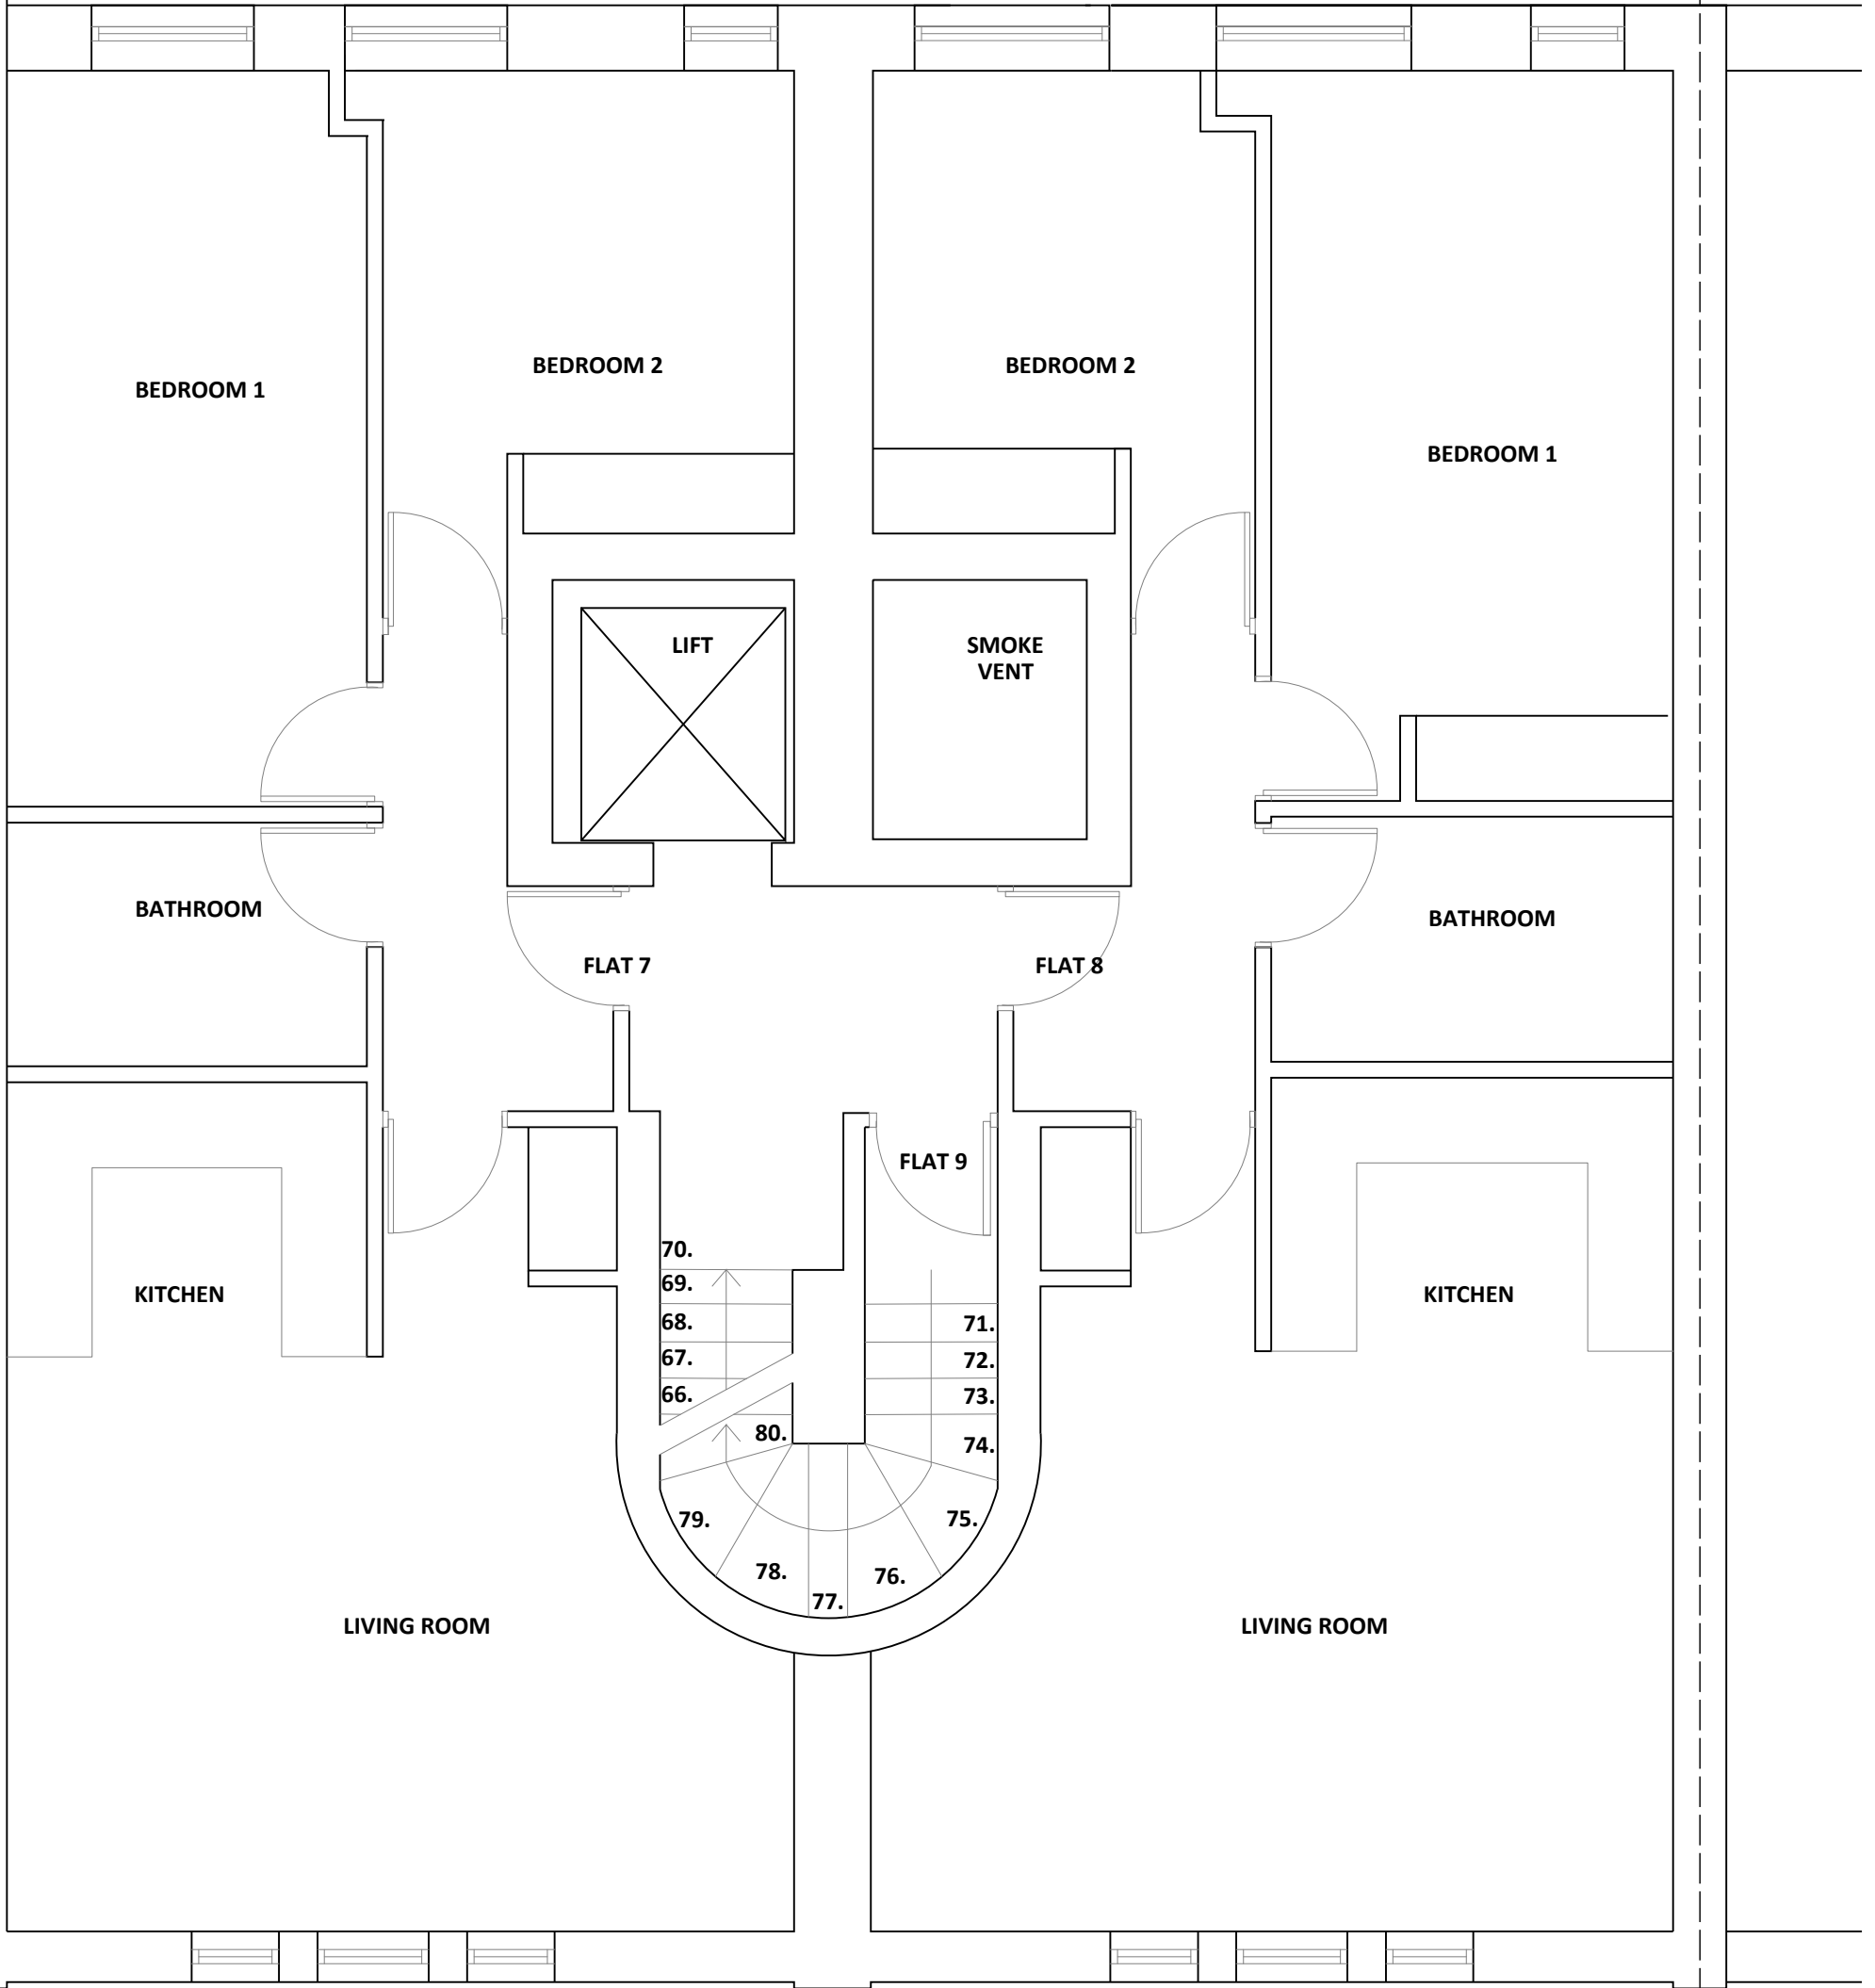 BEDROOM 2
BEDROOM 2
BEDROOM 1
BEDROOM 1
LIFT
SMOKE
VENT
BATHROOM
BATHROOM
FLAT 7
FLAT 8
FLAT 9
70.
69.
68.
67.
66.
KITCHEN
KITCHEN
71.
72.
73.
74.
80.
79.
75.
78.
76.
77.
LIVING ROOM
LIVING ROOM